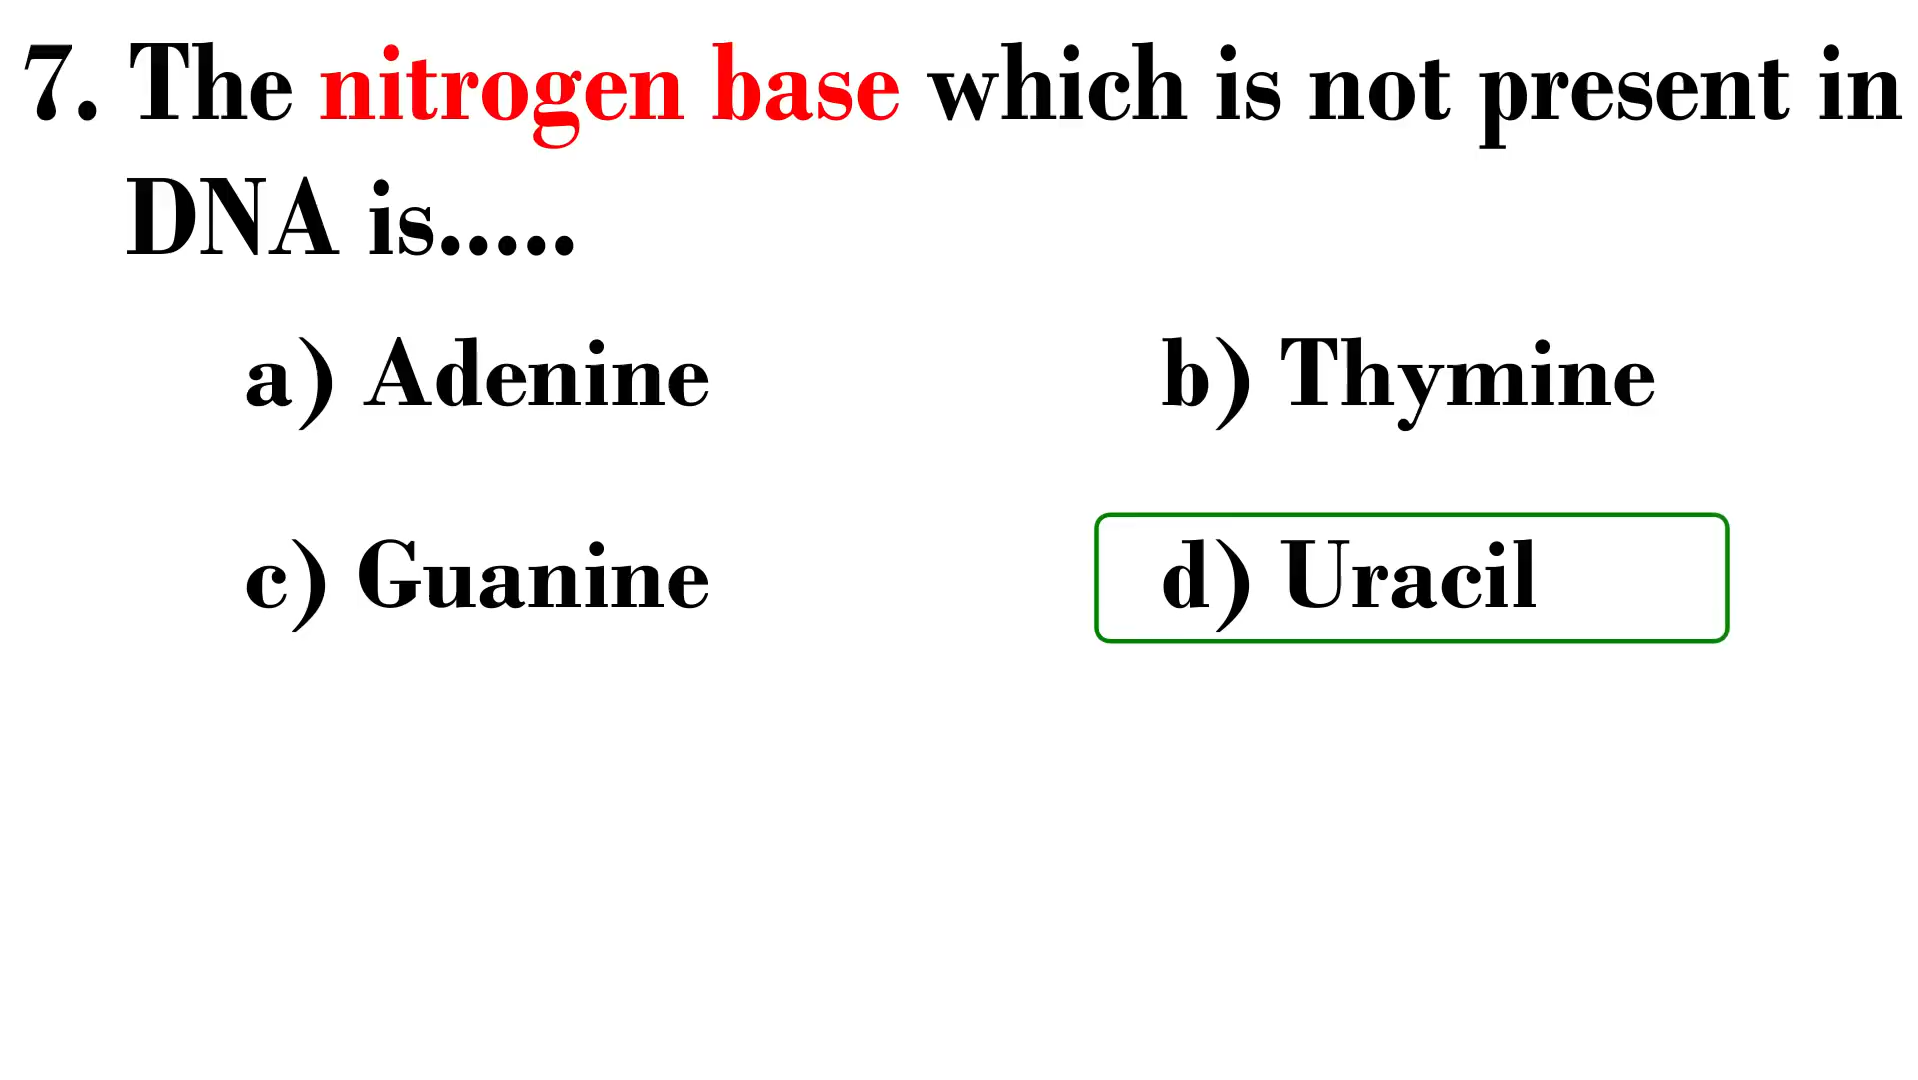 7. The nitrogen base which is not present in
DNA is.....
a) Adenine b) Thymine
c) Guanine d) Uracil